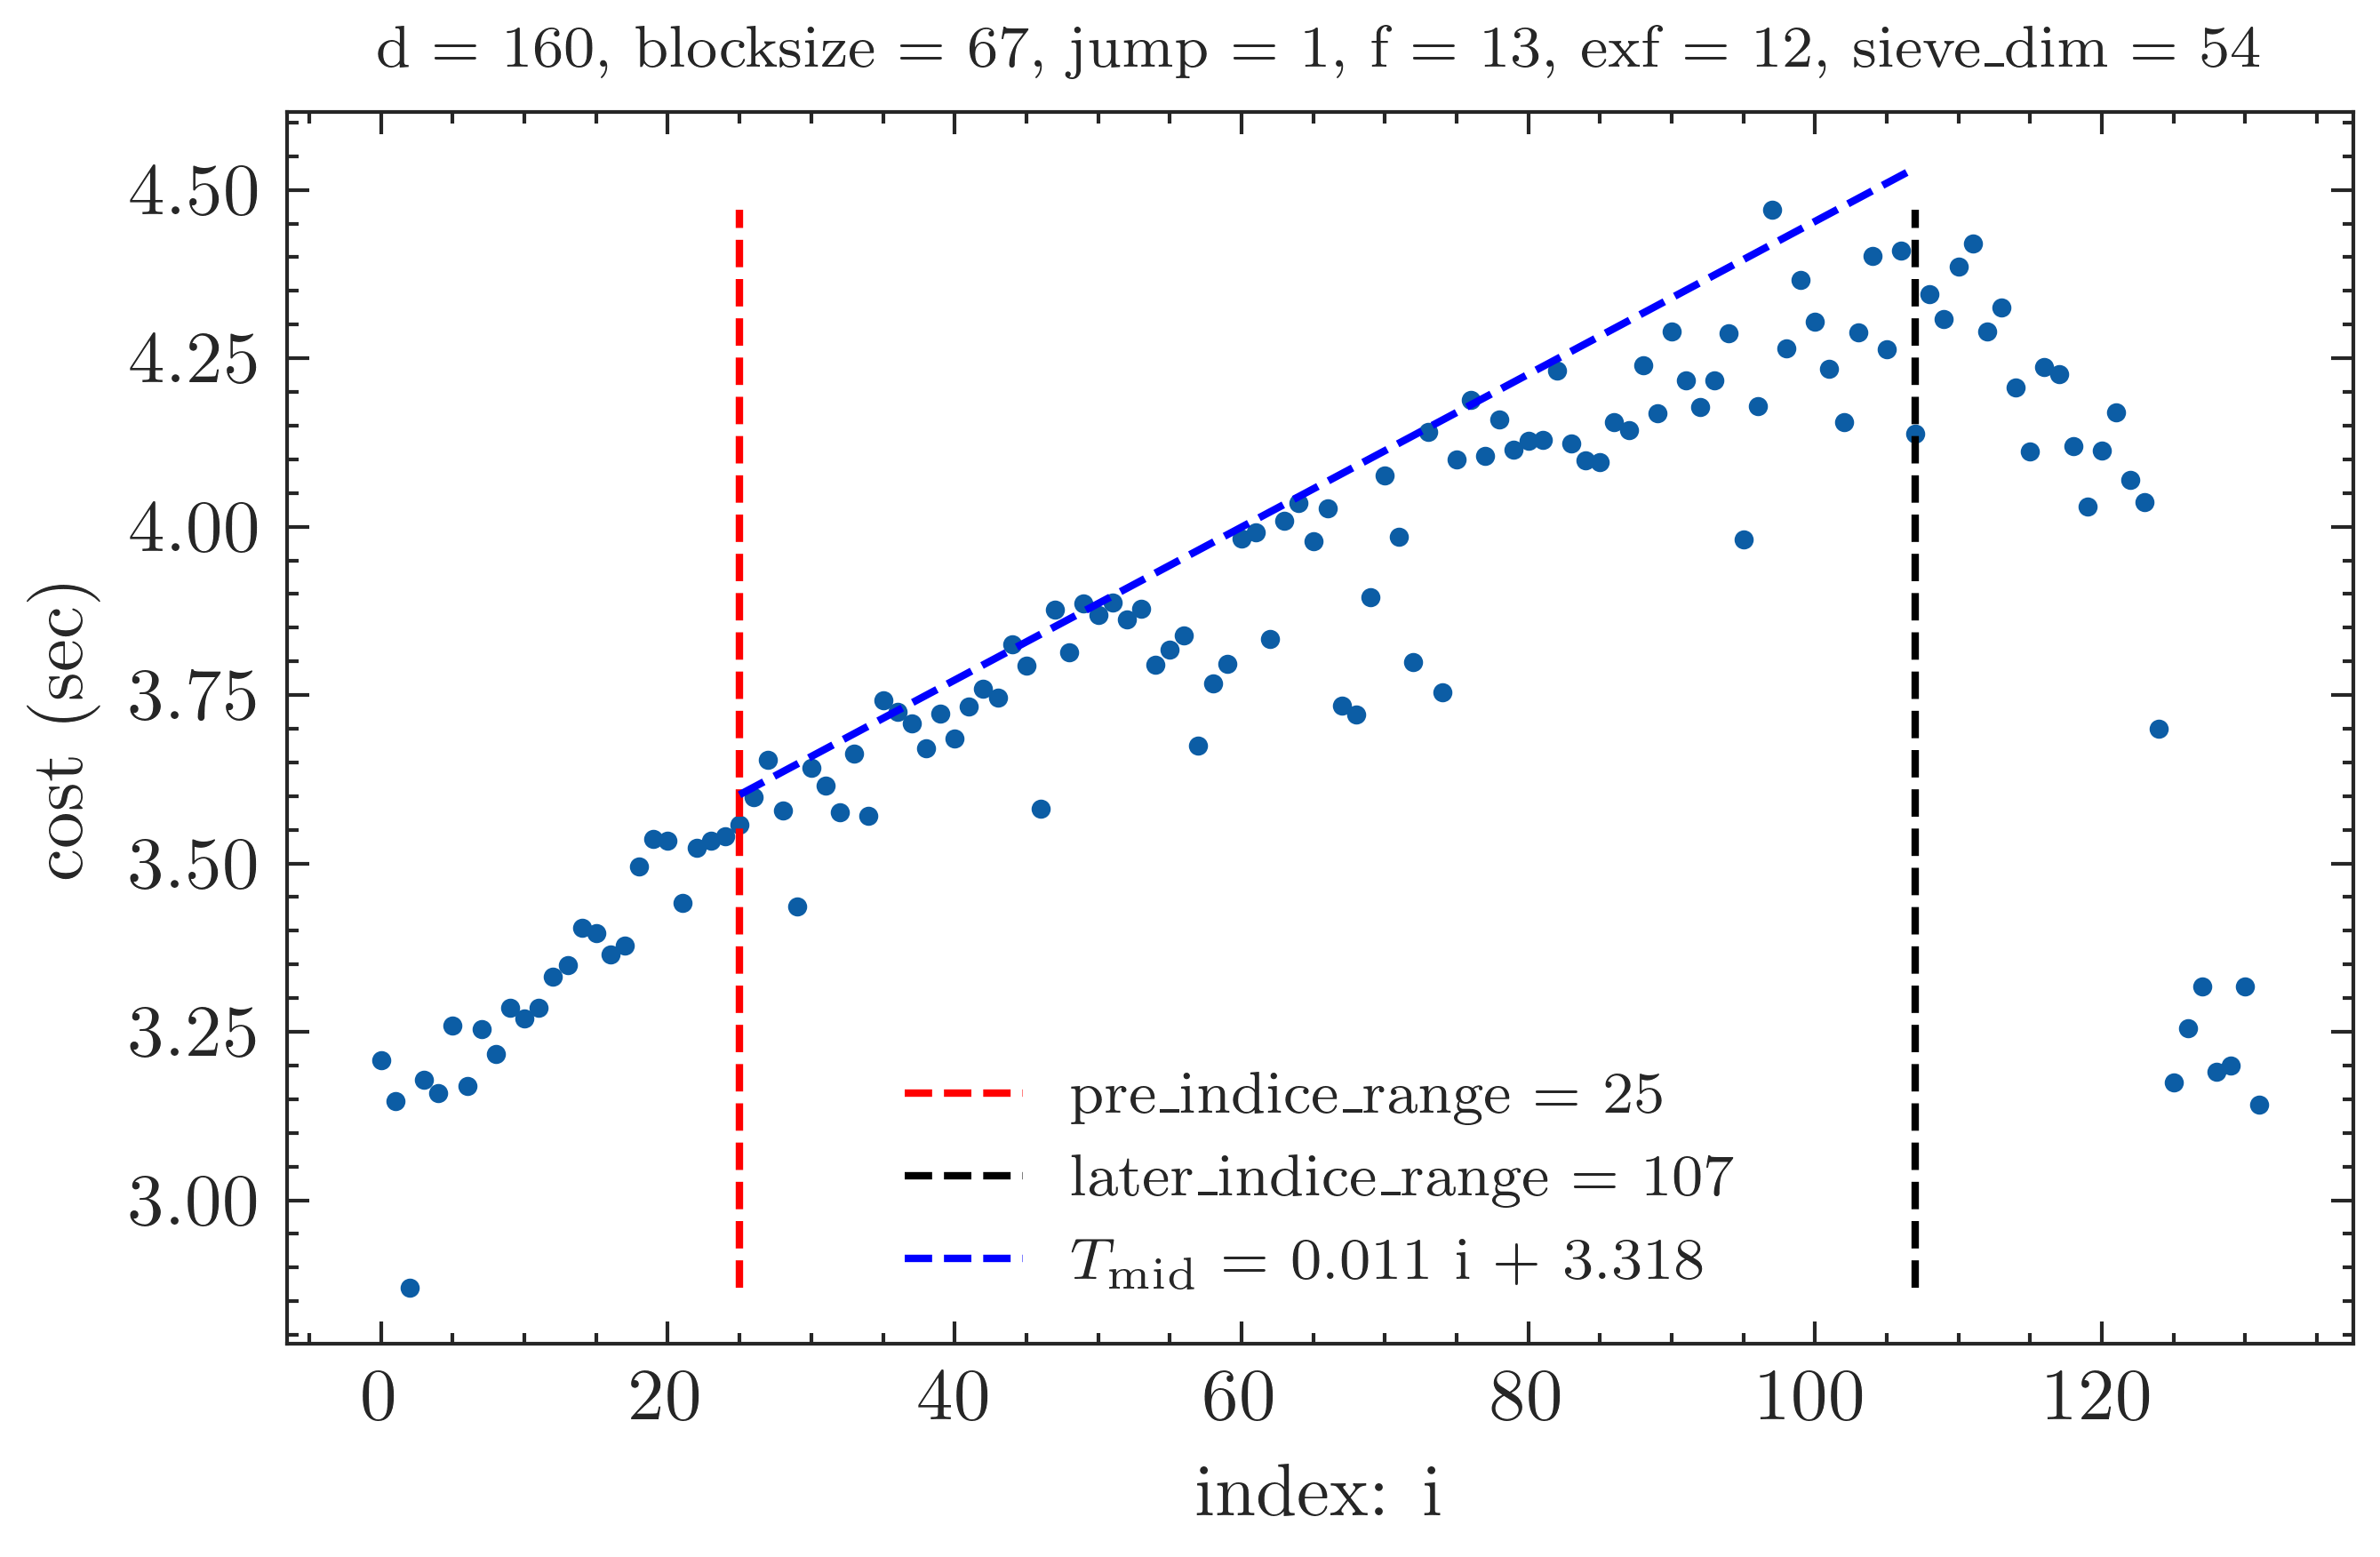 d = 160, blocksize = 67, jump = 1, f = 13, exf = 12, sieve_dim = 54
4.50
4.25
4.00
3.75
3.50
3.25
3.00
cost (sec)
pre_indice_range = 25
later_indice_range = 107
T_mid = 0.011 i + 3.318
0 20 40 60 80 100 120
index: i